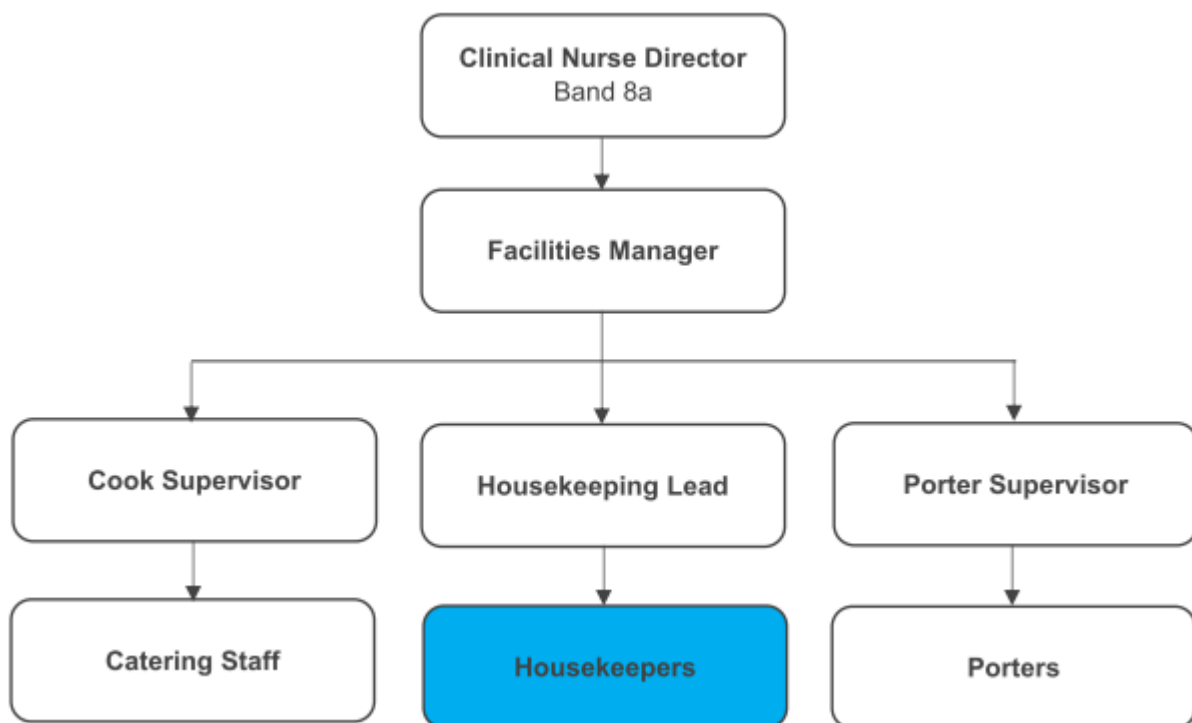 Clinical Nurse Director
Band 8a
Facilities Manager
Cook Supervisor
Housekeeping Lead
Porter Supervisor
Catering Staff
Housekeepers
Porters